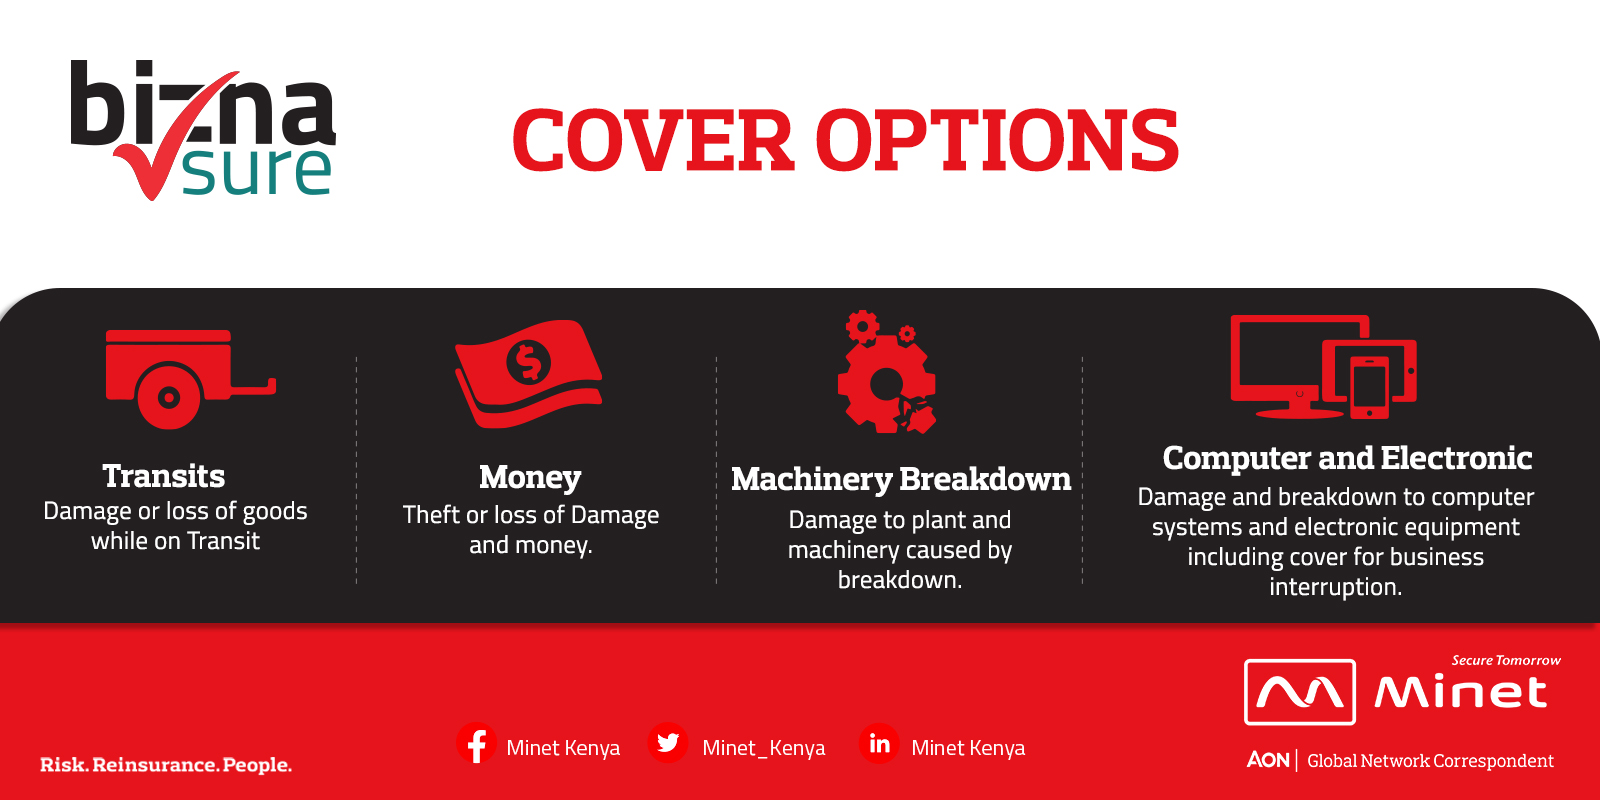 bizna
sure
COVER OPTIONS
Transits
Damage or loss of goods
while on Transit
Money
Theft or loss of Damage
and money.
Machinery Breakdown
Damage to plant and
machinery caused by
breakdown.
Computer and Electronic
Damage and breakdown to computer
systems and electronic equipment
including cover for business
interruption.
Risk. Reinsurance. People.
Minet Kenya
Minet_Kenya
Minet Kenya
Secure Tomorrow
Minet
AON | Global Network Correspondent